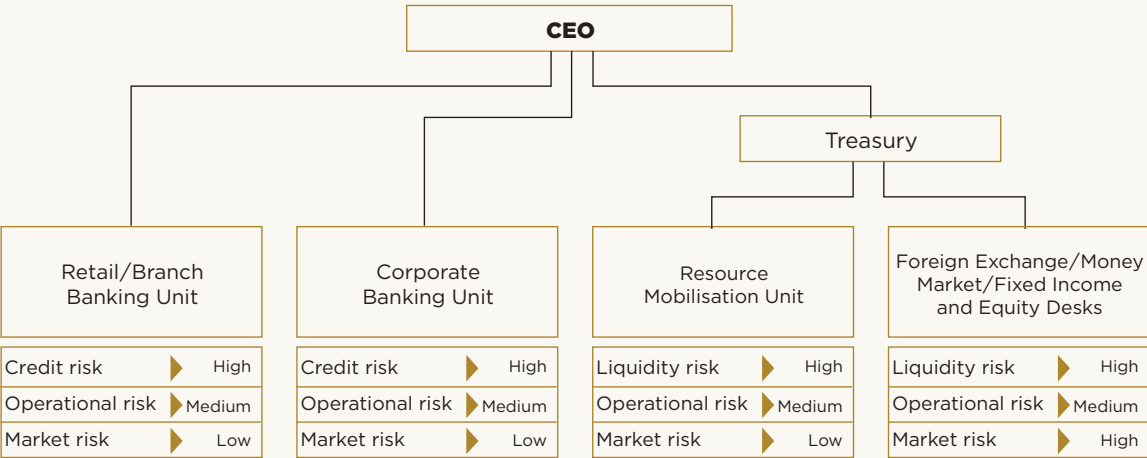 CEO
Treasury
Retail/Branch
Banking Unit
Corporate
Banking Unit
Resource
Mobilisation Unit
Foreign Exchange/Money
Market/Fixed Income
and Equity Desks
Credit risk High
Operational risk Medium
Market risk Low
Credit risk High
Operational risk Medium
Market risk Low
Liquidity risk High
Operational risk Medium
Market risk Low
Liquidity risk High
Operational risk Medium
Market risk High